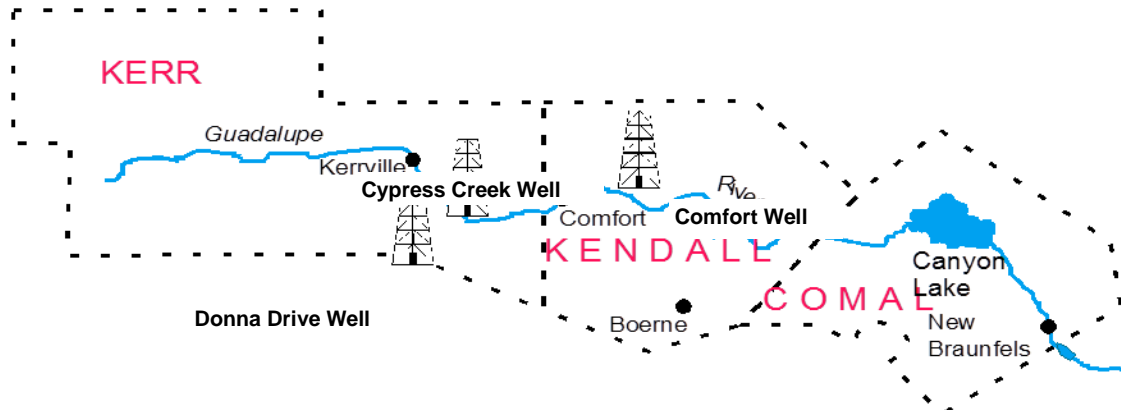 KERR
Guadalupe
Kerrville
Cypress Creek Well
Rive
Comfort
Comfort Well
KENDALL
Canyon
Lake
COMAL
Donna Drive Well
Boerne
New
Braunfels